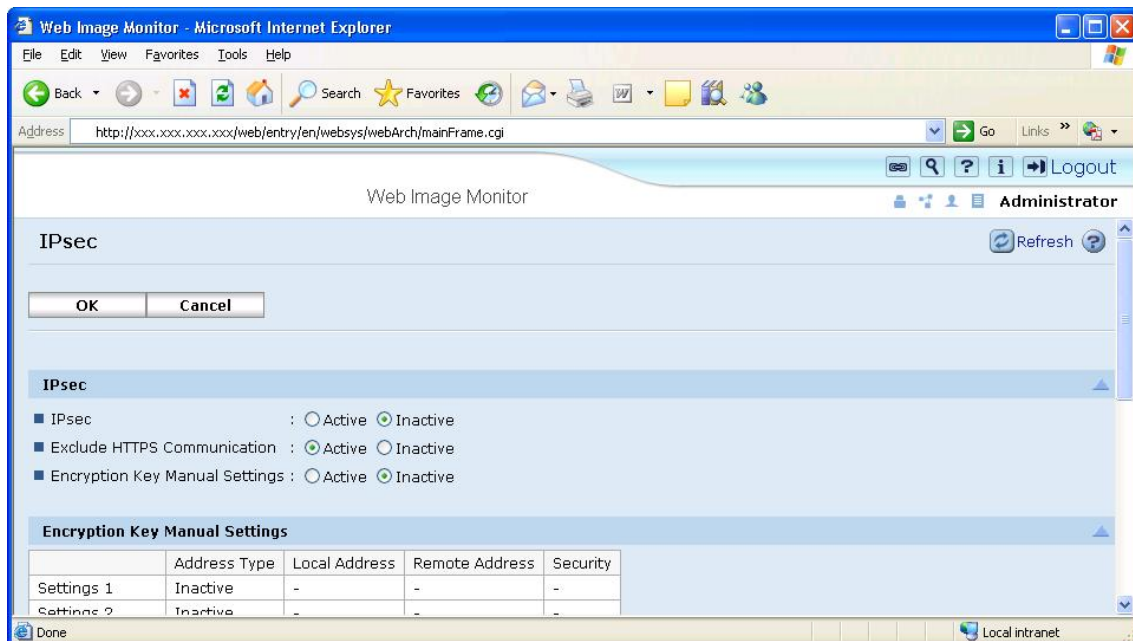 Web Image Monitor - Microsoft Internet Explorer
File Edit View Favorites Tools Help
Back Search Favorites
Address http://xxx.xxx.xxx.xxx/web/entry/en/websys/webArch/mainFrame.cgi Go Links »
Logout
Web Image Monitor
Administrator
IPsec Refresh
OK Cancel
IPsec
IPsec : Active Inactive
Exclude HTTPS Communication : Active Inactive
Encryption Key Manual Settings : Active Inactive
Encryption Key Manual Settings
Address Type Local Address Remote Address Security
Settings 1 Inactive - - -
Settings 2 Inactive - - -
Done Local intranet